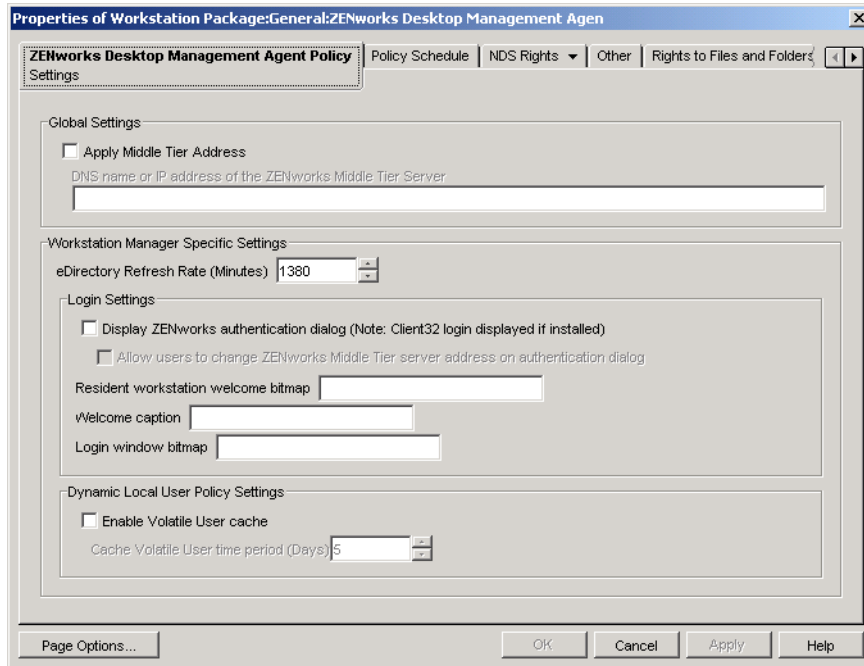 Properties of Workstation Package:General:ZENworks Desktop Management Agen
ZENworks Desktop Management Agent Policy
Policy Schedule
NDS Rights
Other
Rights to Files and Folders
Settings
Global Settings
Apply Middle Tier Address
DNS name or IP address of the ZENworks Middle Tier Server
Workstation Manager Specific Settings
eDirectory Refresh Rate (Minutes) 1380
Login Settings
Display ZENworks authentication dialog (Note: Client32 login displayed if installed)
Allow users to change ZENworks Middle Tier server address on authentication dialog
Resident workstation welcome bitmap
Welcome caption
Login window bitmap
Dynamic Local User Policy Settings
Enable Volatile User cache
Cache Volatile User time period (Days) 5
Page Options...
OK
Cancel
Apply
Help